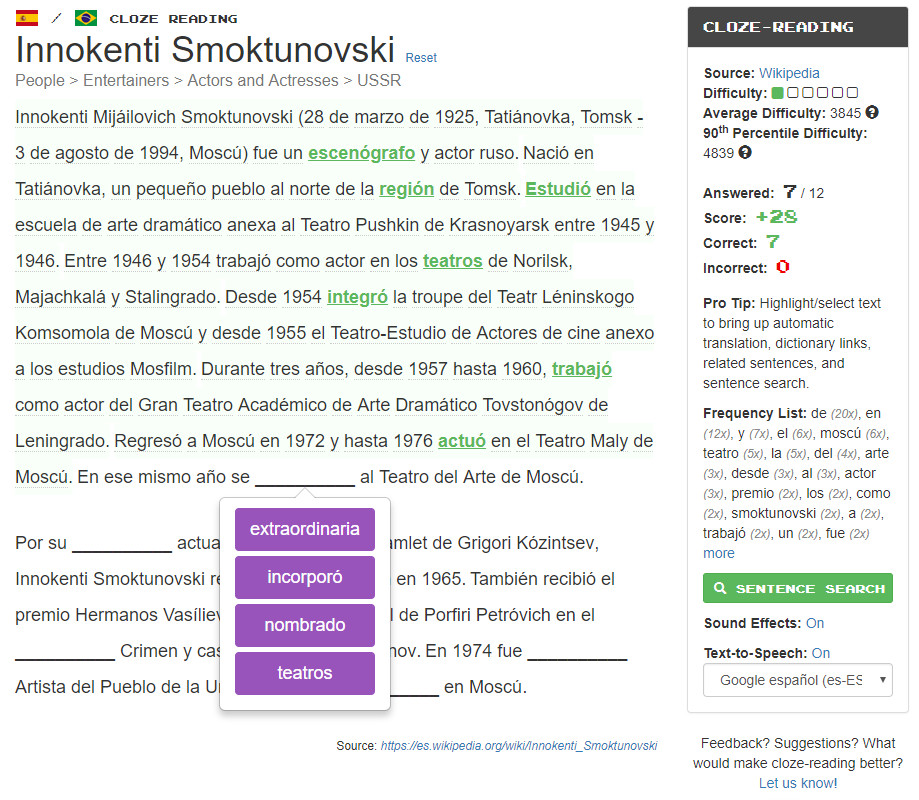 / CLOZE READING
Innokenti Smoktunovski Reset
People > Entertainers > Actors and Actresses > USSR
Innokenti Mijáilovich Smoktunovski (28 de marzo de 1925, Tatiánovka, Tomsk -
3 de agosto de 1994, Moscú) fue un escenógrafo y actor ruso. Nació en
Tatiánovka, un pequeño pueblo al norte de la región de Tomsk. Estudió en la
escuela de arte dramático anexa al Teatro Pushkin de Krasnoyarsk entre 1945 y
1946. Entre 1946 y 1954 trabajó como actor en los teatros de Norilsk,
Majachkalá y Stalingrado. Desde 1954 integró la troupe del Teatr Léninskogo
Komsomola de Moscú y desde 1955 el Teatro-Estudio de Actores de cine anexo
a los estudios Mosfilm. Durante tres años, desde 1957 hasta 1960, trabajó
como actor del Gran Teatro Académico de Arte Dramático Tovstonógov de
Leningrado. Regresó a Moscú en 1972 y hasta 1976 actuó en el Teatro Maly de
Moscú. En ese mismo año se __________ al Teatro del Arte de Moscú.
extraordinaria
incorporó
nombrado
teatros
Por su __________ actua amlet de Grigori Kózintsev,
Innokenti Smoktunovski re en 1965. También recibió el
premio Hermanos Vasíliev l de Porfiri Petróvich en el
__________ Crimen y cas nov. En 1974 fue __________
Artista del Pueblo de la U _____ en Moscú.
Source: https://es.wikipedia.org/wiki/Innokenti_Smoktunovski
CLOZE-READING
Source: Wikipedia
Difficulty:
Average Difficulty: 3845 ?
90th Percentile Difficulty:
4839 ?
Answered: 7 / 12
Score: +28
Correct: 7
Incorrect: 0
Pro Tip: Highlight/select text
to bring up automatic
translation, dictionary links,
related sentences, and
sentence search.
Frequency List: de (20x), en
(12x), y (7x), el (6x), moscú (6x),
teatro (5x), la (5x), del (4x), arte
(3x), desde (3x), al (3x), actor
(3x), premio (2x), los (2x), como
(2x), smoktunovski (2x), a (2x),
trabajó (2x), un (2x), fue (2x)
more
SENTENCE SEARCH
Sound Effects: On
Text-to-Speech: On
Google español (es-ES
Feedback? Suggestions? What
would make cloze-reading better?
Let us know!